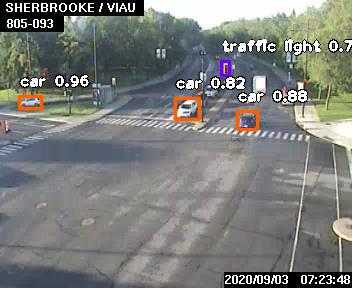 SHERBROOKE / VIAU
805-093
traffic light 0.7
car 0.96
car 0.82
car 0.88
2020/09/03 07:23:48